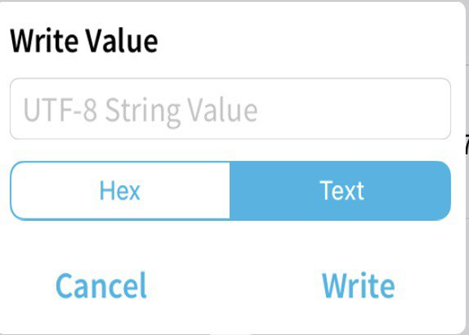 Write Value
UTF-8 String Value
Hex Text
Cancel Write